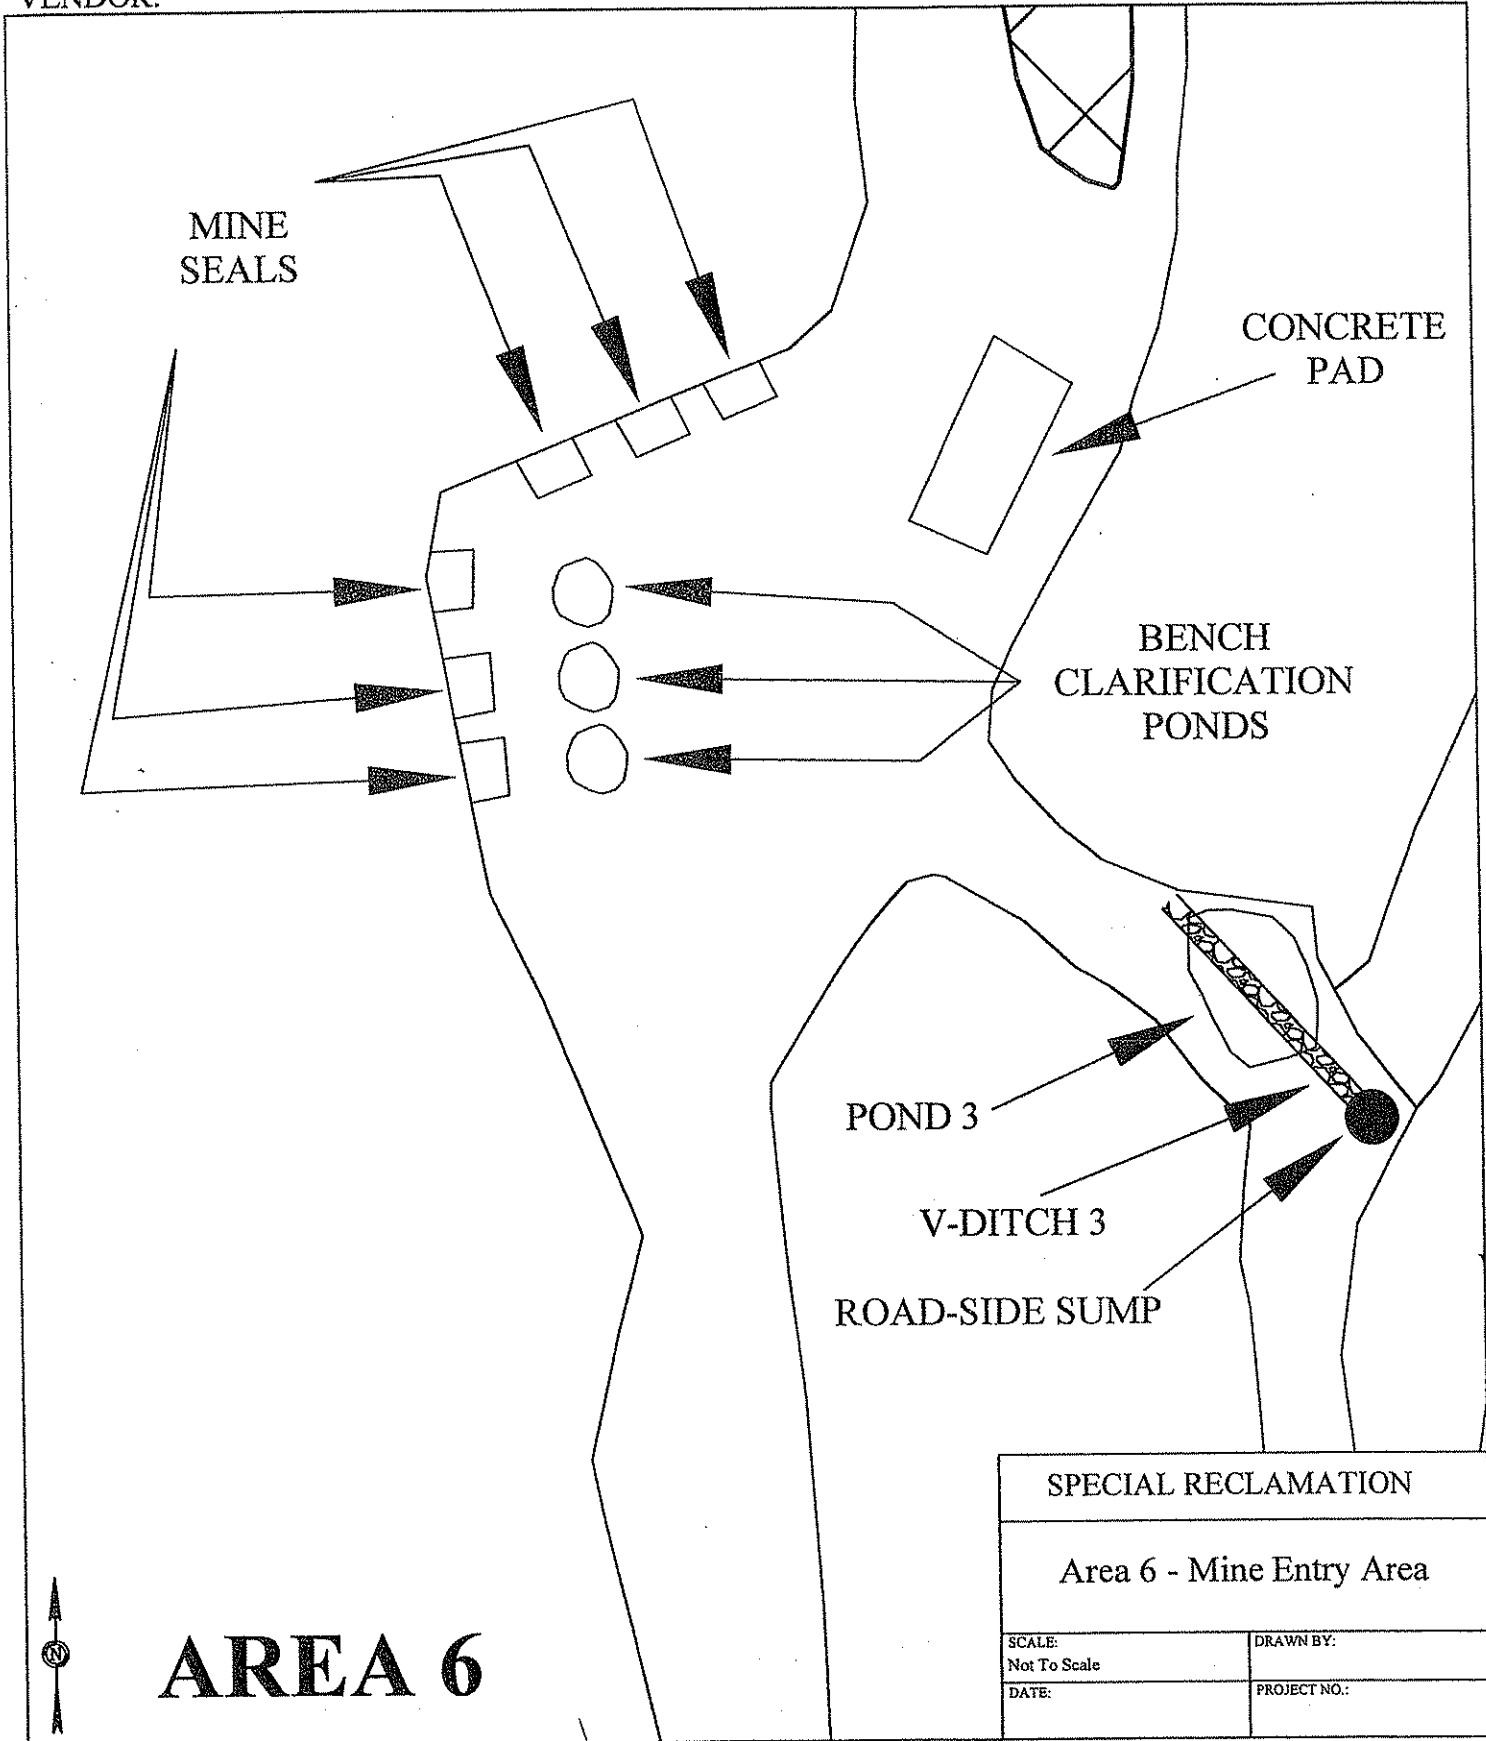 VENDOR:
MINE
SEALS
CONCRETE
PAD
BENCH
CLARIFICATION
PONDS
POND 3
V-DITCH 3
ROAD-SIDE SUMP
SPECIAL RECLAMATION
Area 6 - Mine Entry Area
SCALE:
Not To Scale
DRAWN BY:
DATE:
PROJECT NO.:
N
AREA 6